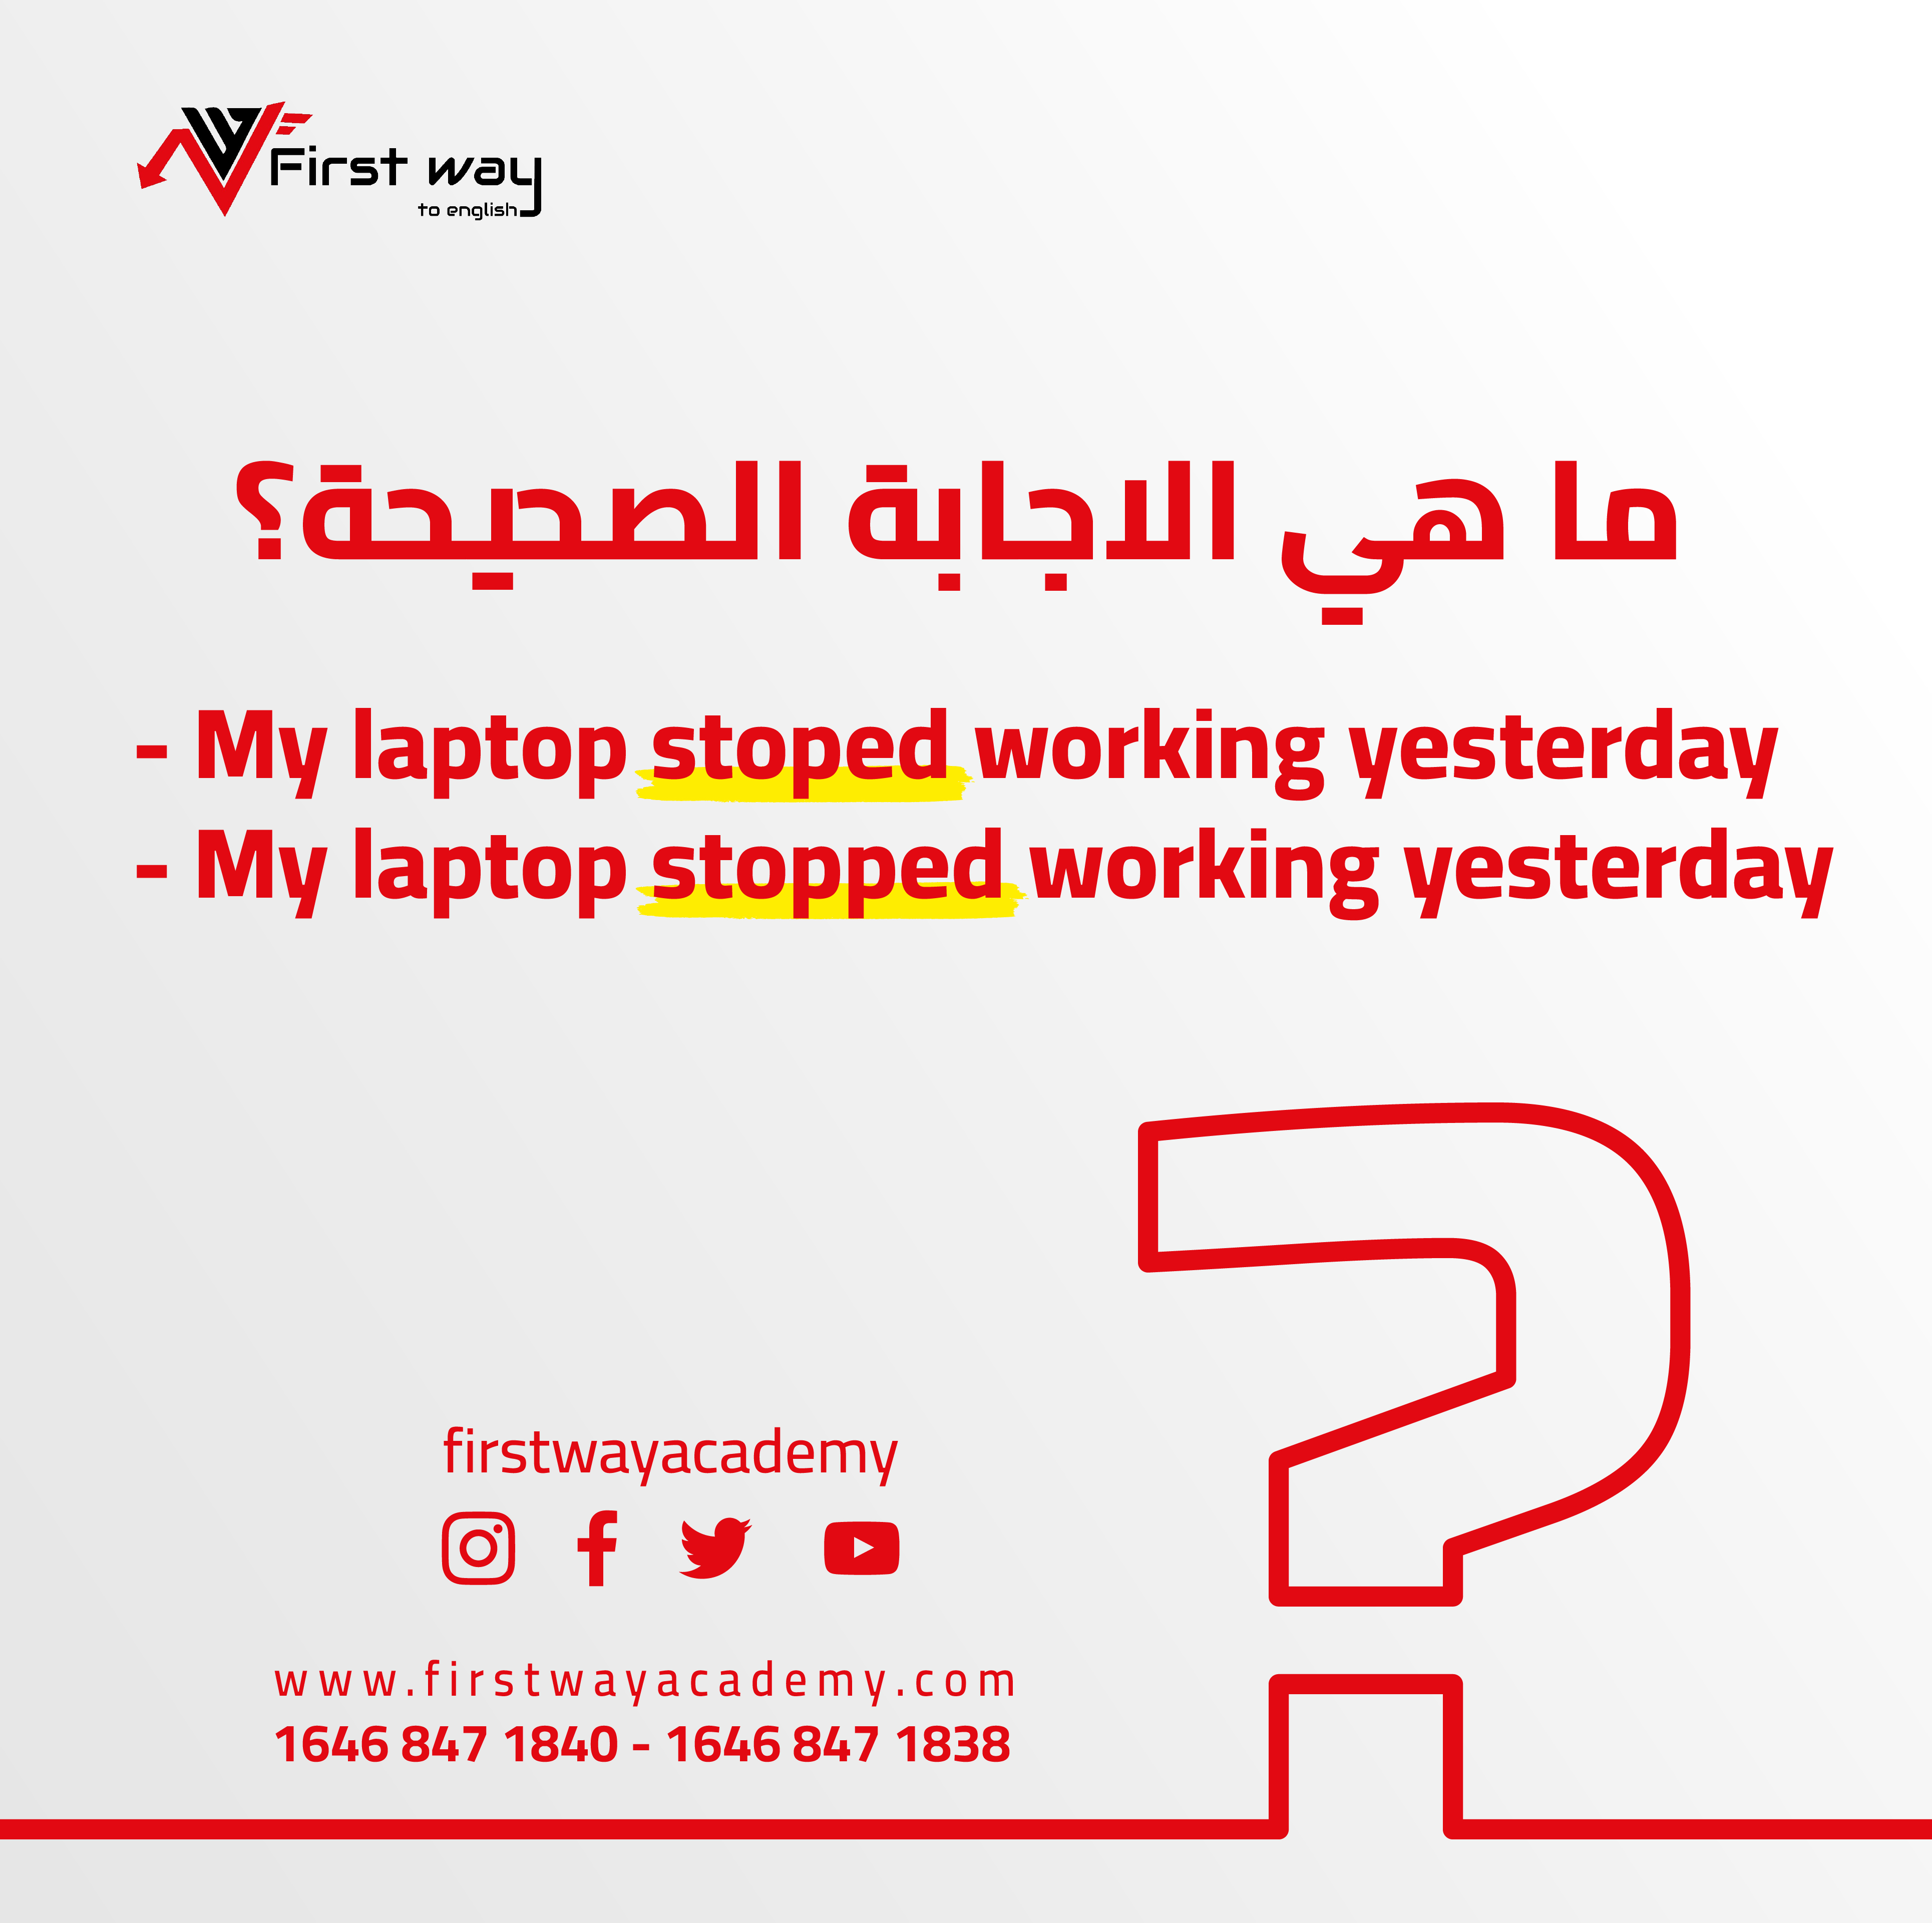 First way
to english
ما هي الاجابة الصحيحة؟
- My laptop stoped working yesterday
- My laptop stopped working yesterday
firstwayacademy
www.firstwayacademy.com
1646 847 1840 - 1646 847 1838